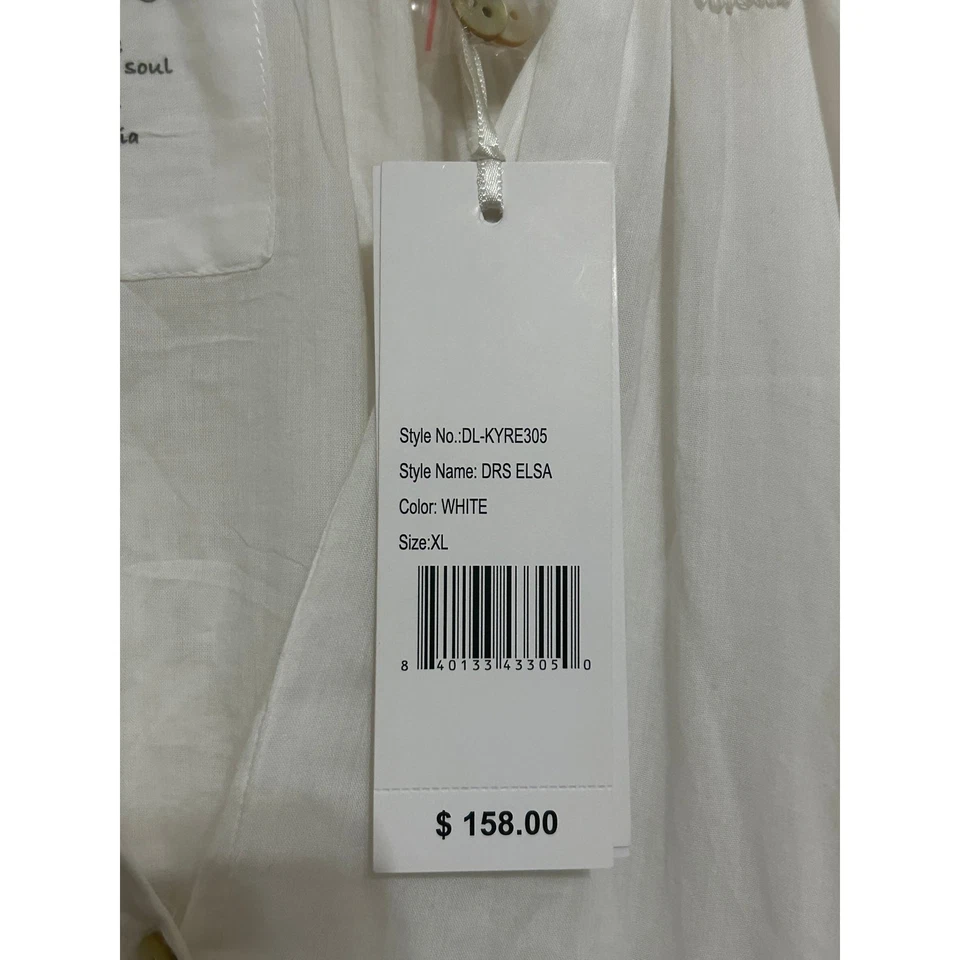 soul
ia
Style No.:DL-KYRE305
Style Name: DRS ELSA
Color: WHITE
Size:XL
8 40133 43305 0
$ 158.00